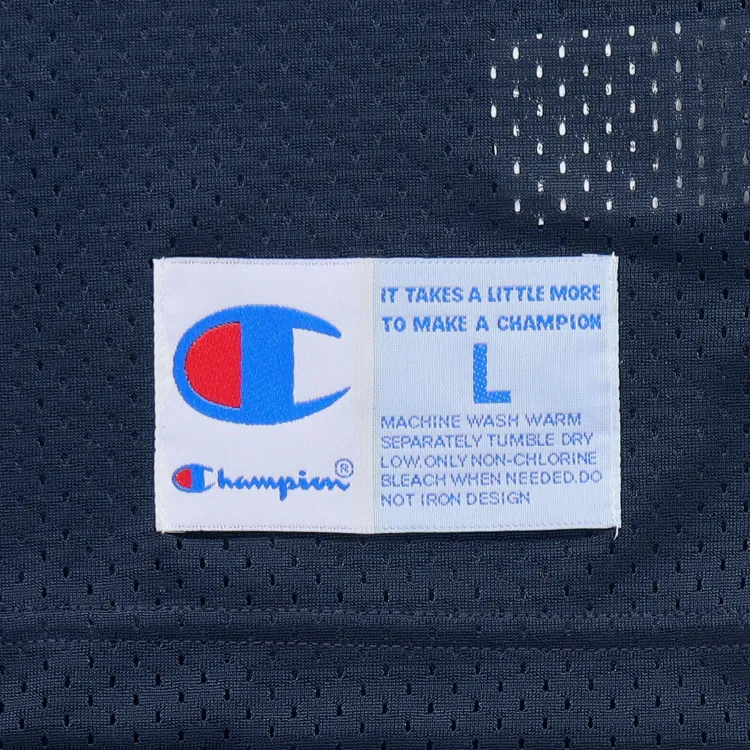 Champion®
IT TAKES A LITTLE MORE
TO MAKE A CHAMPION
L
MACHINE WASH WARM
SEPARATELY TUMBLE DRY
LOW.ONLY NON-CHLORINE
BLEACH WHEN NEEDED.DO
NOT IRON DESIGN